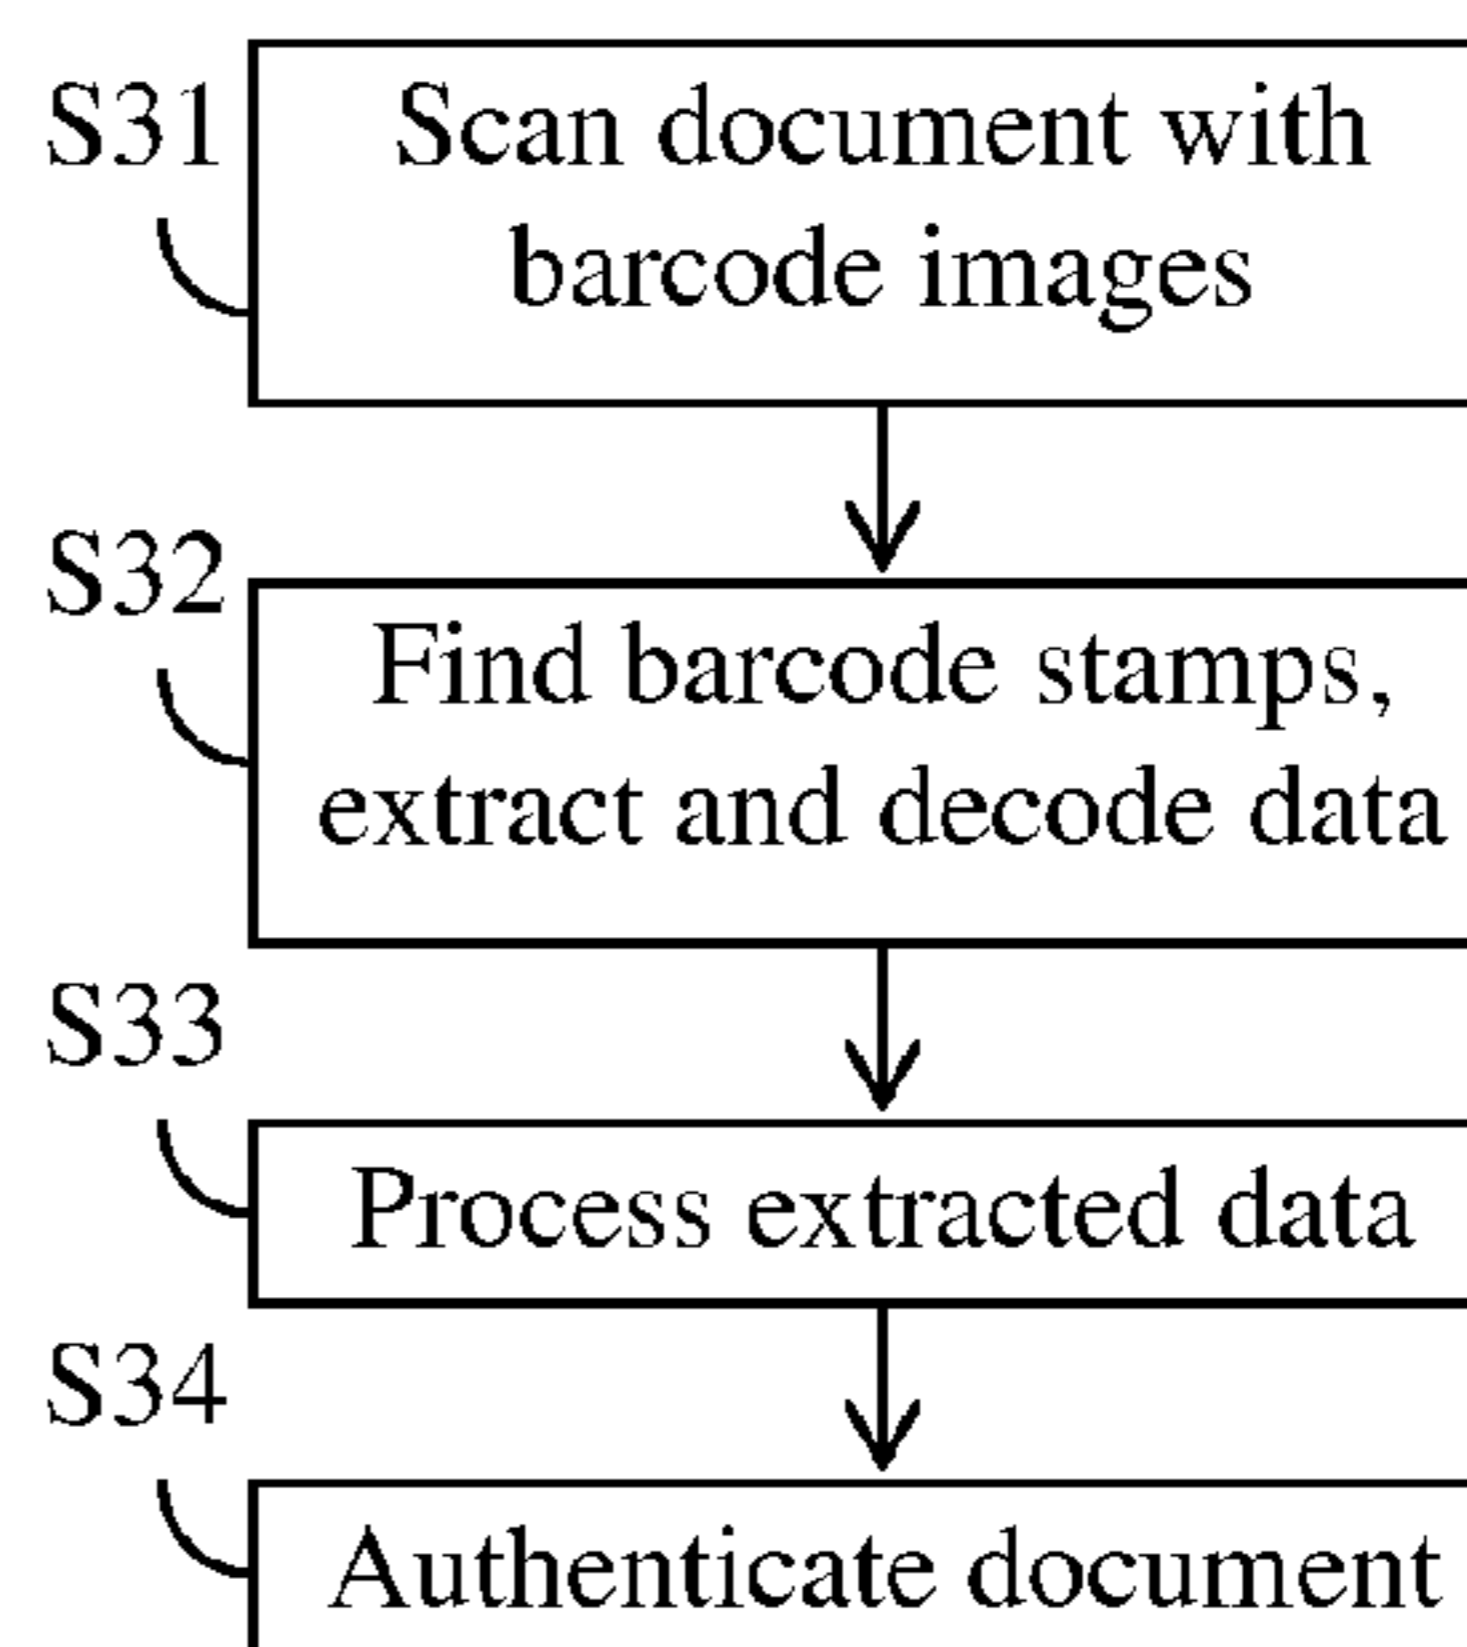 S31
Scan document with
barcode images
S32
Find barcode stamps,
extract and decode data
S33
Process extracted data
S34
Authenticate document